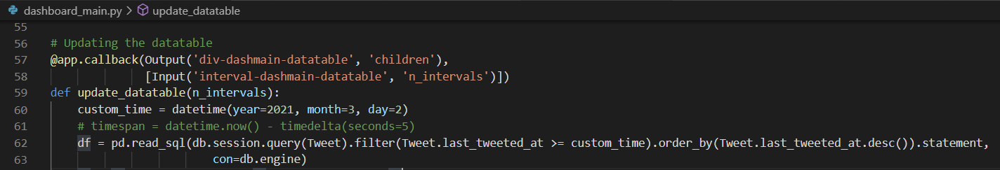 dashboard_main.py > update_datatable
55
56 # Updating the datatable
57 @app.callback(Output('div-dashmain-datatable', 'children'),
58 [Input('interval-dashmain-datatable', 'n_intervals')])
59 def update_datatable(n_intervals):
60 custom_time = datetime(year=2021, month=3, day=2)
61 # timespan = datetime.now() - timedelta(seconds=5)
62 df = pd.read_sql(db.session.query(Tweet).filter(Tweet.last_tweeted_at >= custom_time).order_by(Tweet.last_tweeted_at.desc()).statement,
63 con=db.engine)